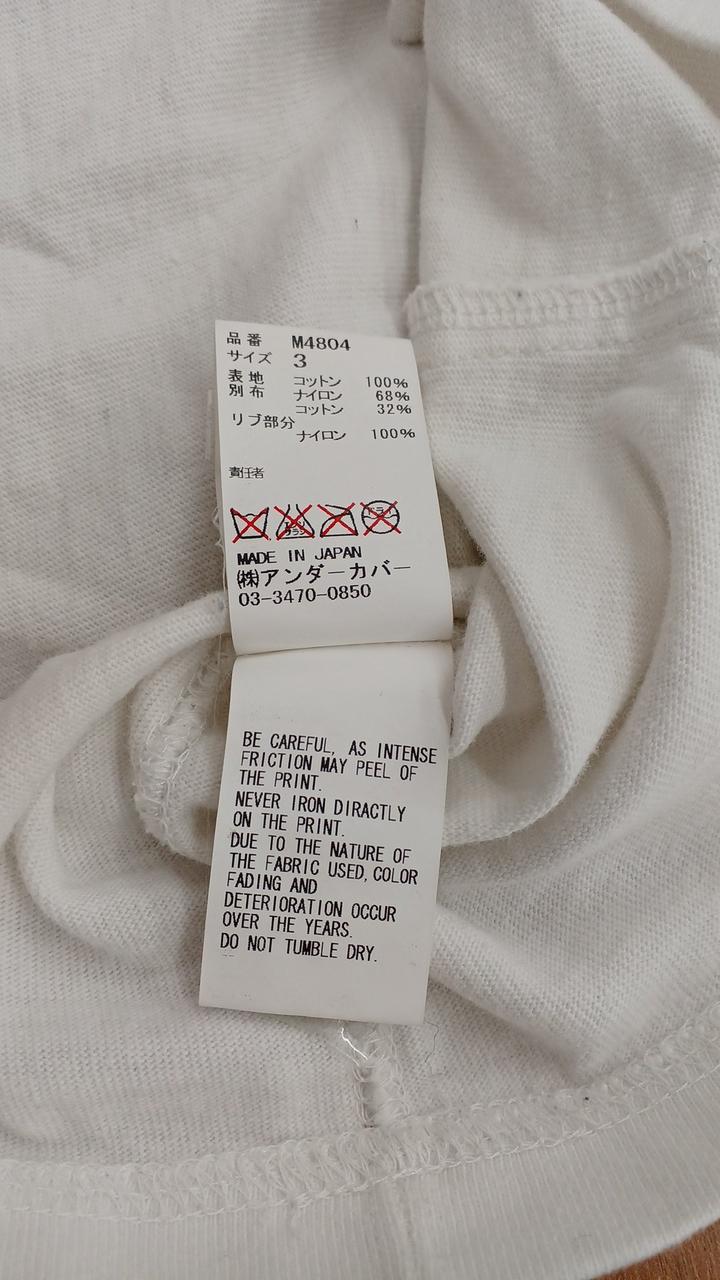 品番 M4804
サイズ 3
表地 コットン 100%
別布 ナイロン 68%
コットン 32%
リブ部分
ナイロン 100%
責任者
ドライ
MADE IN JAPAN
㈱アンダーカバー
03-3470-0850
BE CAREFUL, AS INTENSE
FRICTION MAY PEEL OF
THE PRINT.
NEVER IRON DIRACTLY
ON THE PRINT.
DUE TO THE NATURE OF
THE FABRIC USED, COLOR
FADING AND
DETERIORATION OCCUR
OVER THE YEARS.
DO NOT TUMBLE DRY.